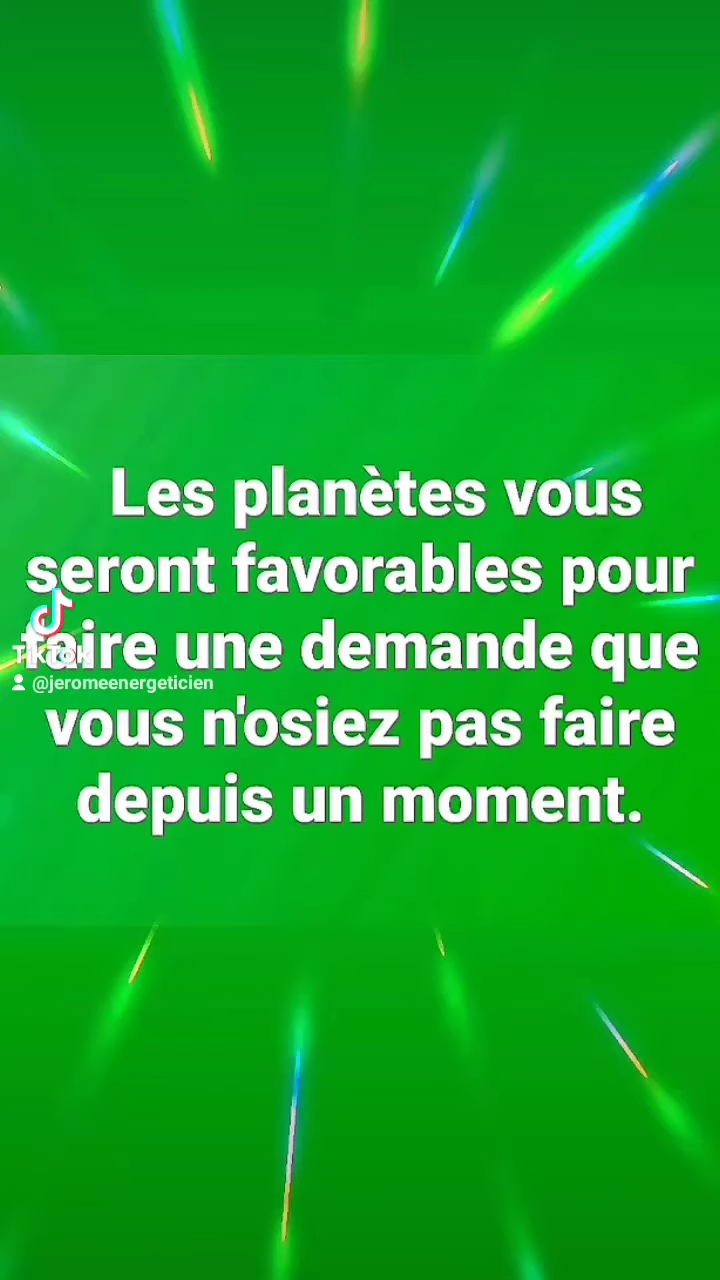 Les planètes vous
seront favorables pour
faire une demande que
TikTok
@jeromeenergeticien
vous n'osiez pas faire
depuis un moment.